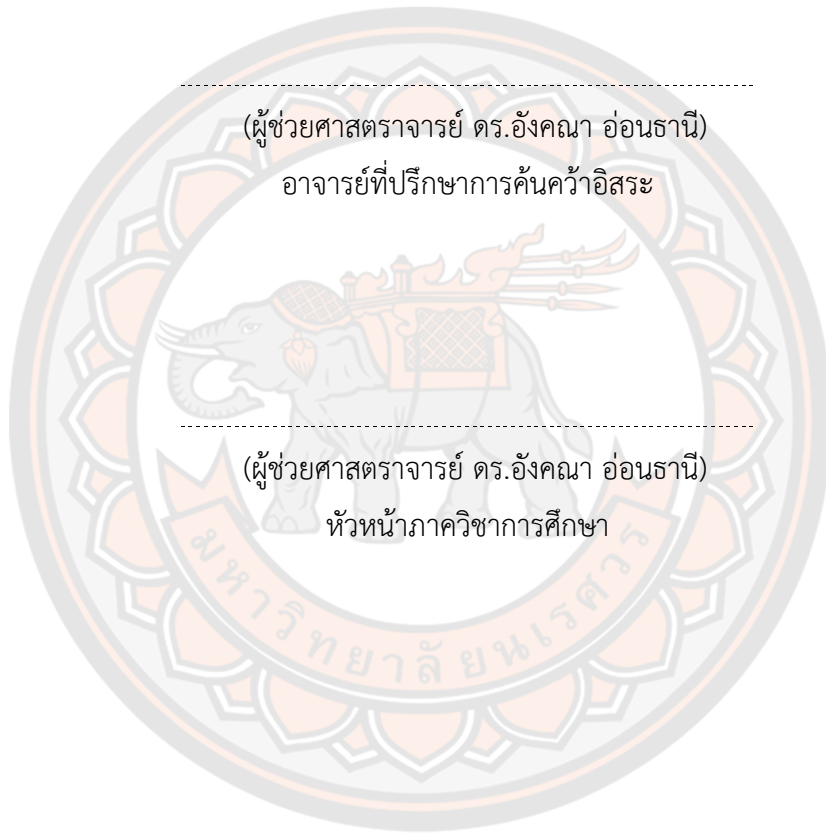 (ผู้ช่วยศาสตราจารย์ ดร.อังคณา อ่อนธานี)
อาจารย์ที่ปรึกษาการค้นคว้าอิสระ
(ผู้ช่วยศาสตราจารย์ ดร.อังคณา อ่อนธานี)
หัวหน้าภาควิชาการศึกษา
มหาวิทยาลัยนเรศวร